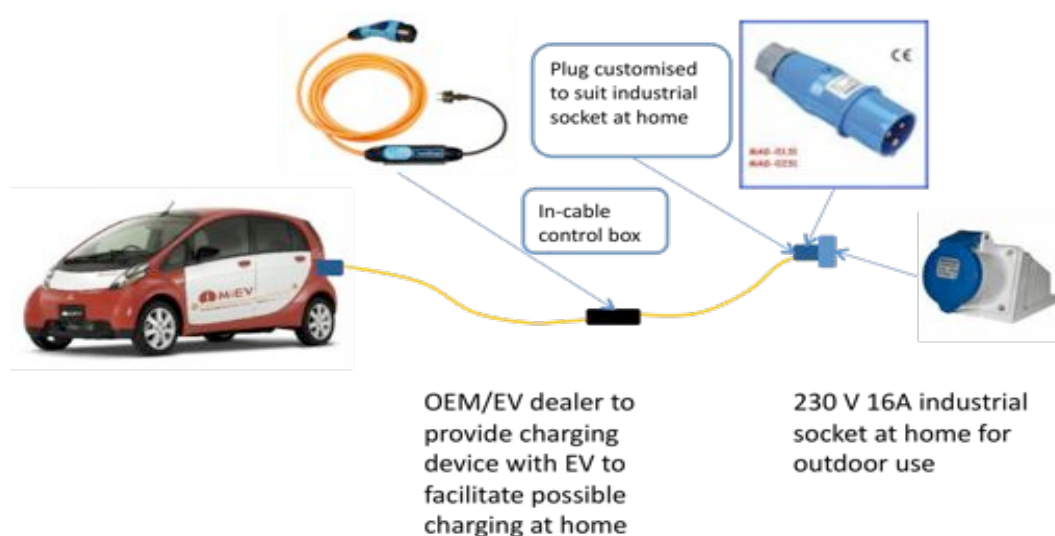 Plug customised
to suit industrial
socket at home
CE
In-cable
control box
MiEV
OEM/EV dealer to
provide charging
device with EV to
facilitate possible
charging at home
230 V 16A industrial
socket at home for
outdoor use